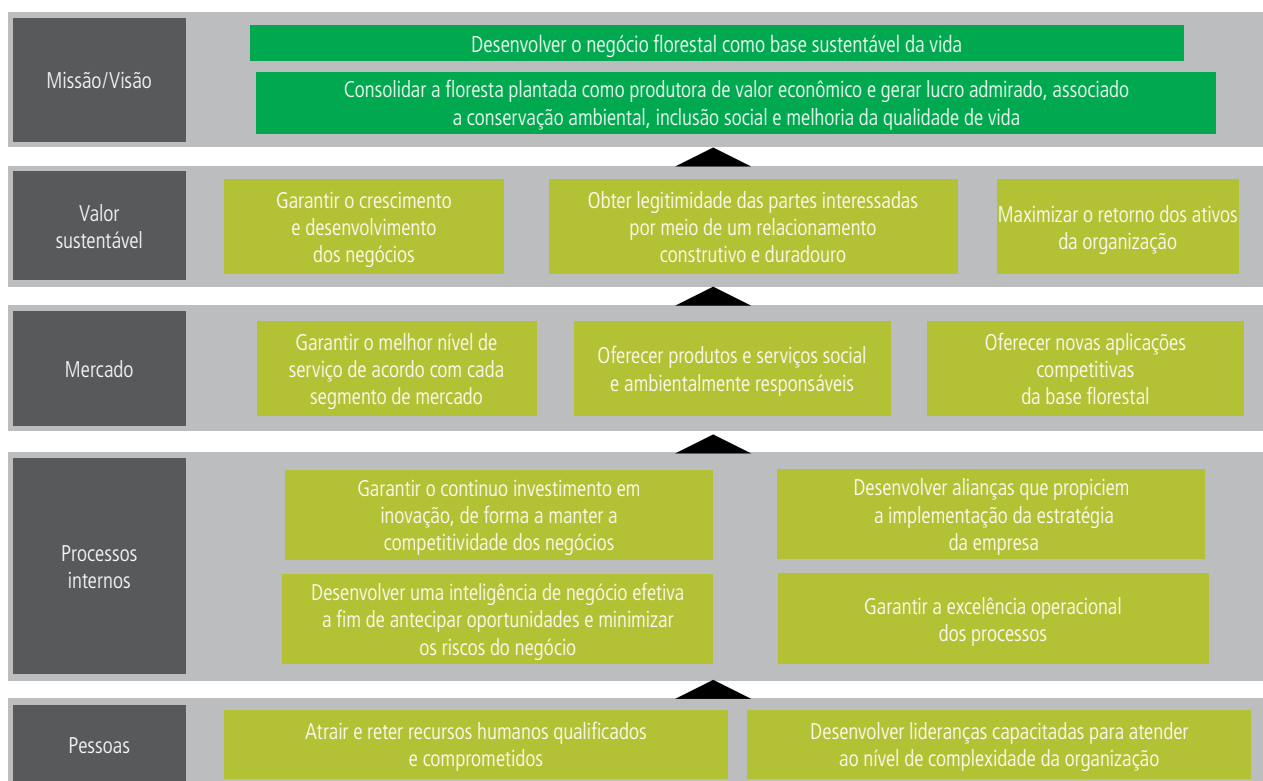 Missão/Visão
Desenvolver o negócio florestal como base sustentável da vida
Consolidar a floresta plantada como produtora de valor econômico e gerar lucro admirado, associado
a conservação ambiental, inclusão social e melhoria da qualidade de vida
Valor
sustentável
Garantir o crescimento
e desenvolvimento
dos negócios
Obter legitimidade das partes interessadas
por meio de um relacionamento
construtivo e duradouro
Maximizar o retorno dos ativos
da organização
Mercado
Garantir o melhor nível de
serviço de acordo com cada
segmento de mercado
Oferecer produtos e serviços social
e ambientalmente responsáveis
Oferecer novas aplicações
competitivas
da base florestal
Processos
internos
Garantir o continuo investimento em
inovação, de forma a manter a
competitividade dos negócios
Desenvolver alianças que propiciem
a implementação da estratégia
da empresa
Desenvolver uma inteligência de negócio efetiva
a fim de antecipar oportunidades e minimizar
os riscos do negócio
Garantir a excelência operacional
dos processos
Pessoas
Atrair e reter recursos humanos qualificados
e comprometidos
Desenvolver lideranças capacitadas para atender
ao nível de complexidade da organização